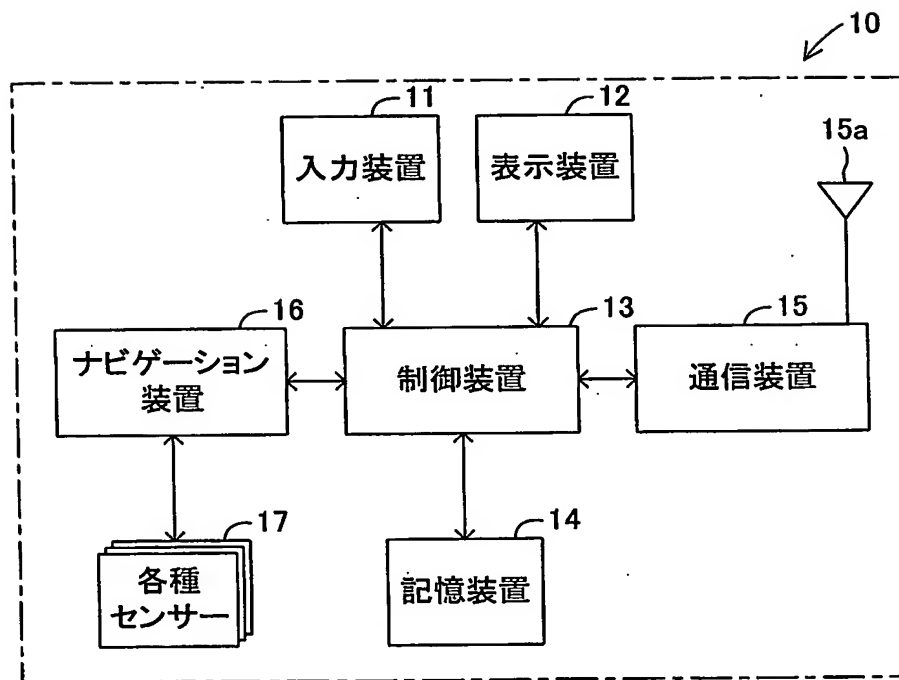 10
11
12
15a
入力装置
表示装置
16
13
15
ナビゲーション
装置
制御装置
通信装置
17
14
各種
センサー
記憶装置